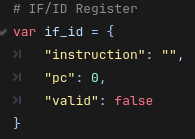 # IF/ID Register
var if_id = {
"instruction": "",
"pc": 0,
"valid": false
}